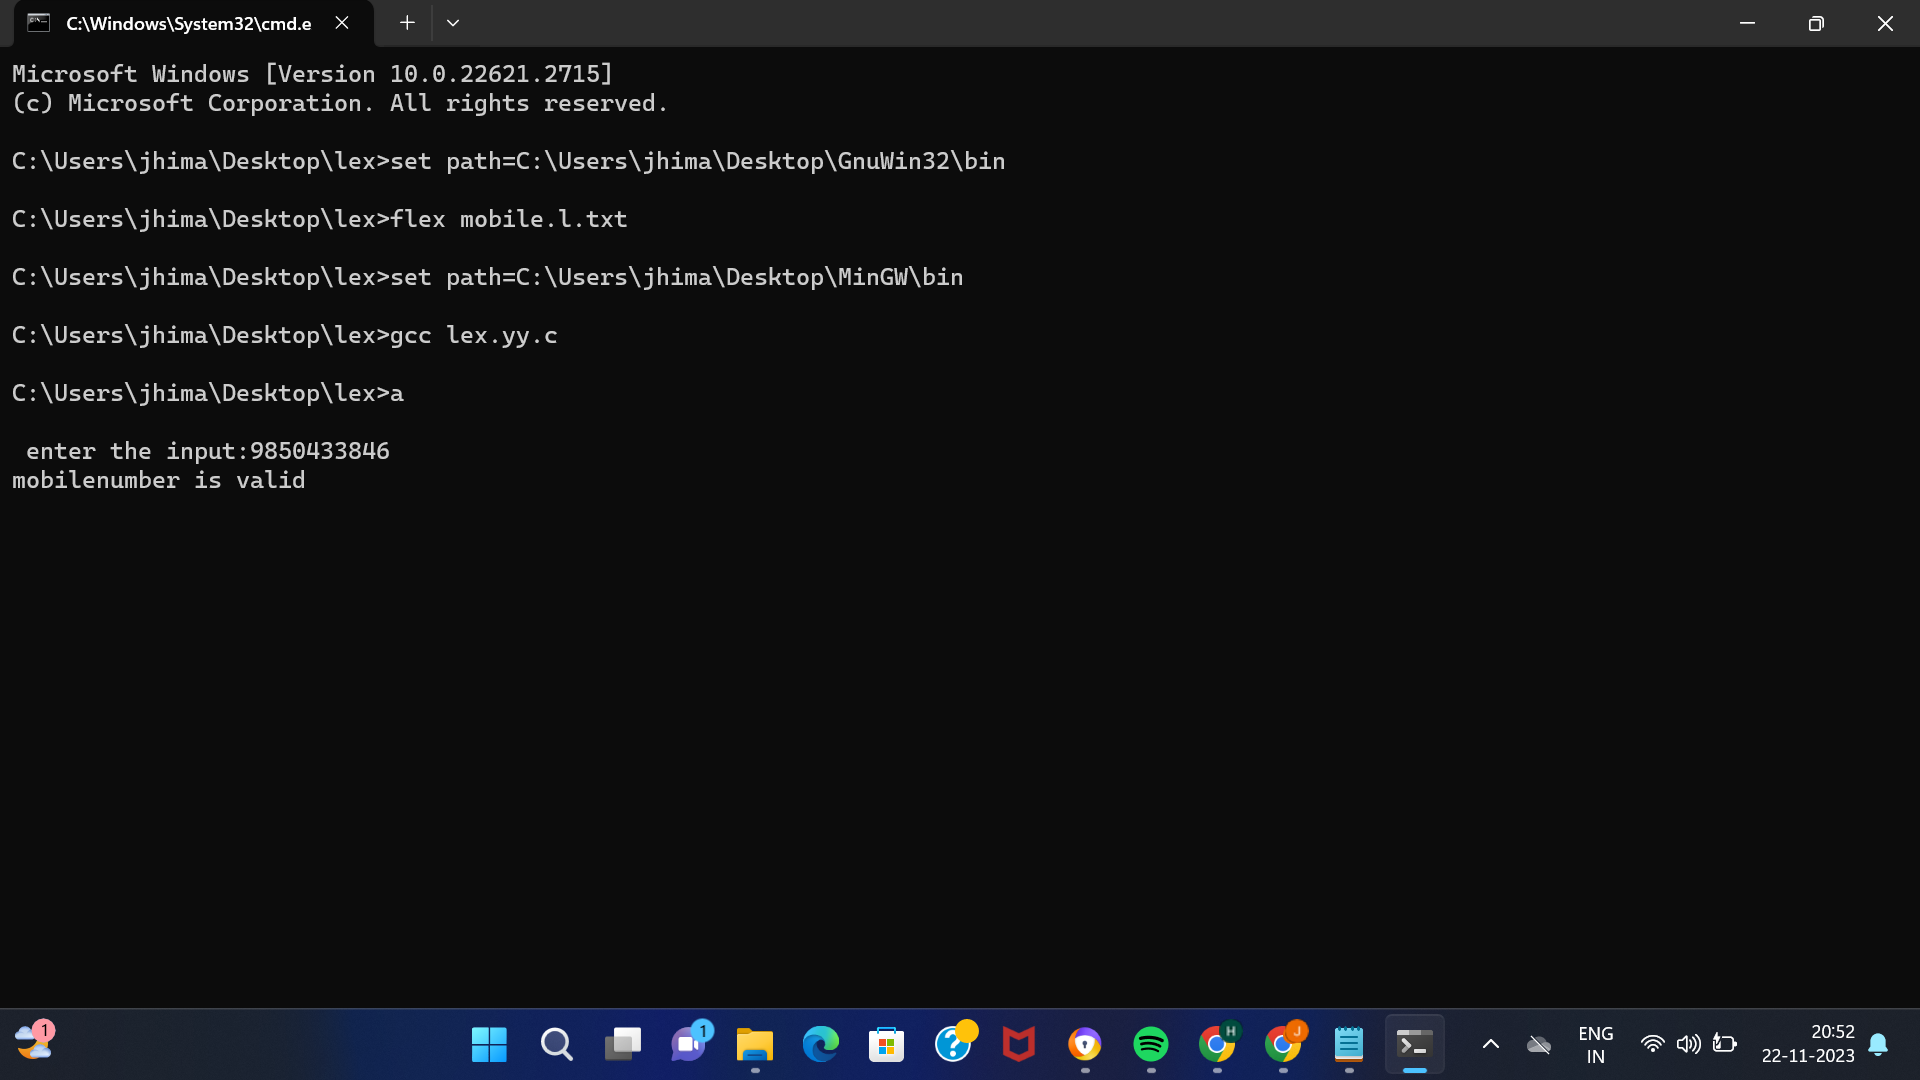 C:\Windows\System32\cmd.e
Microsoft Windows [Version 10.0.22621.2715]
(c) Microsoft Corporation. All rights reserved.
C:\Users\jhima\Desktop\lex>set path=C:\Users\jhima\Desktop\GnuWin32\bin
C:\Users\jhima\Desktop\lex>flex mobile.l.txt
C:\Users\jhima\Desktop\lex>set path=C:\Users\jhima\Desktop\MinGW\bin
C:\Users\jhima\Desktop\lex>gcc lex.yy.c
C:\Users\jhima\Desktop\lex>a
 enter the input:9850433846
mobilenumber is valid
1
1
H
J
ENG
IN
20:52
22-11-2023